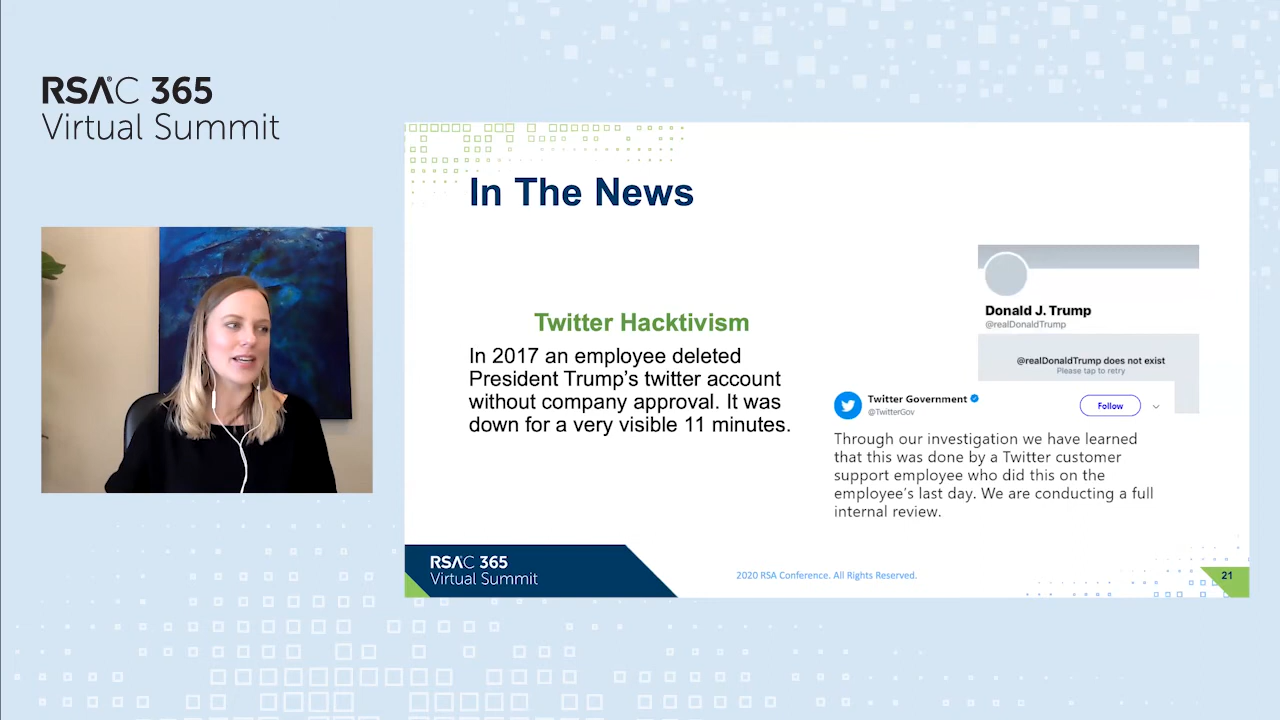 RSAC 365
Virtual Summit
In The News
Twitter Hacktivism
In 2017 an employee deleted
President Trump's twitter account
without company approval. It was
down for a very visible 11 minutes.
Donald J. Trump
@realDonaldTrump
@realDonaldTrump does not exist
Please tap to retry
Twitter Government
@TwitterGov
Follow
Through our investigation we have learned
that this was done by a Twitter customer
support employee who did this on the
employee's last day. We are conducting a full
internal review.
RSAC 365
Virtual Summit
2020 RSA Conference. All Rights Reserved.
21